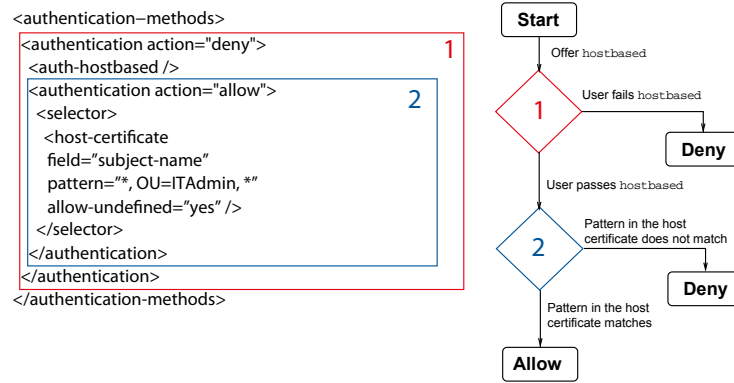 <authentication–methods>
<authentication action="deny">
1
<auth-hostbased />
<authentication action="allow">
2
<selector>
<host-certificate
field=”subject-name”
pattern=”*, OU=ITAdmin, *”
allow-undefined="yes" />
</selector>
</authentication>
</authentication>
</authentication-methods>
Start
Offer hostbased
1
User fails hostbased
Deny
User passes hostbased
2
Pattern in the host
certificate does not match
Deny
Pattern in the host
certificate matches
Allow